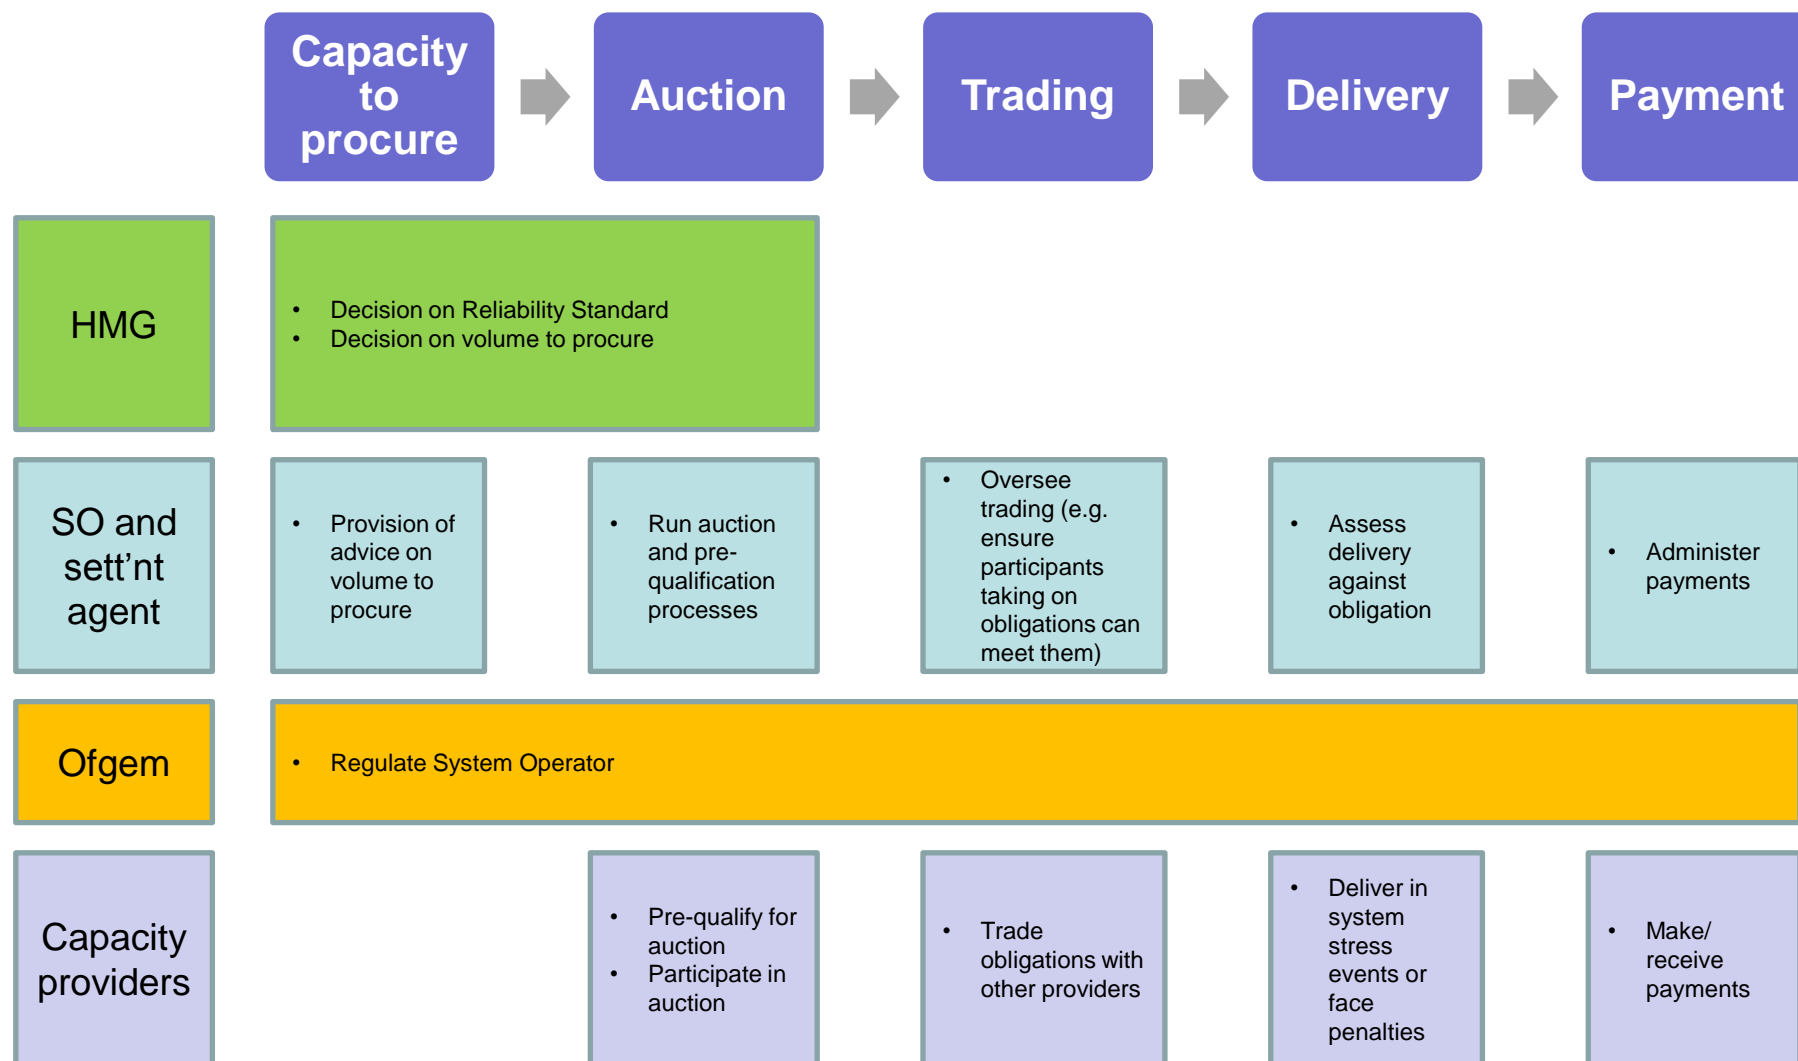 Capacity
to
procure
Auction
Trading
Delivery
Payment
HMG
• Decision on Reliability Standard
• Decision on volume to procure
SO and
sett’nt
agent
• Provision of
advice on
volume to
procure
• Run auction
and pre-
qualification
processes
• Oversee
trading (e.g.
ensure
participants
taking on
obligations can
meet them)
• Assess
delivery
against
obligation
• Administer
payments
Ofgem
• Regulate System Operator
Capacity
providers
• Pre-qualify for
auction
• Participate in
auction
• Trade
obligations with
other providers
• Deliver in
system
stress
events or
face
penalties
• Make/
receive
payments